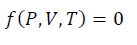 f(P,V,T) = 0